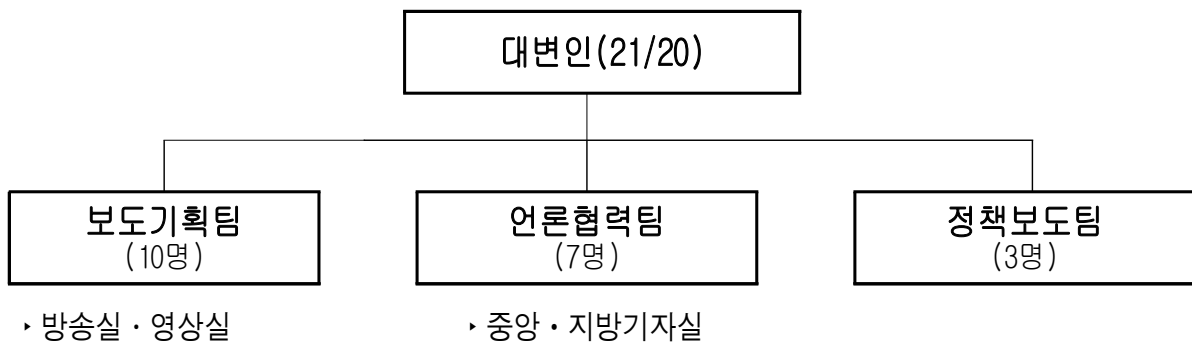 대변인(21/20)
보도기획팀
(10명)
언론협력팀
(7명)
정책보도팀
(3명)
‣ 방송실 · 영상실
‣ 중앙 · 지방기자실